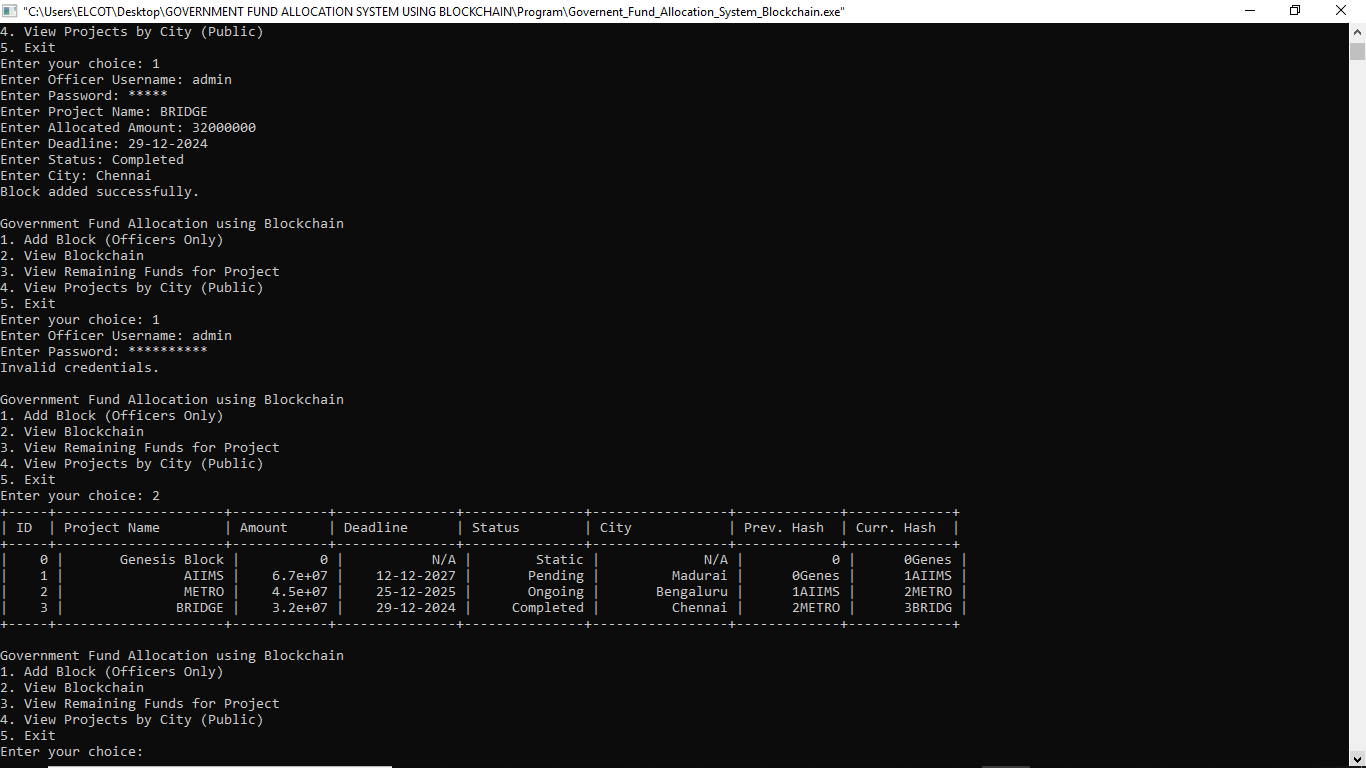 "C:\Users\ELCOT\Desktop\GOVERNMENT FUND ALLOCATION SYSTEM USING BLOCKCHAIN\Program\Governent_Fund_Allocation_System_Blockchain.exe"
4. View Projects by City (Public)
5. Exit
Enter your choice: 1
Enter Officer Username: admin
Enter Password: *****
Enter Project Name: BRIDGE
Enter Allocated Amount: 32000000
Enter Deadline: 29-12-2024
Enter Status: Completed
Enter City: Chennai
Block added successfully.
Government Fund Allocation using Blockchain
1. Add Block (Officers Only)
2. View Blockchain
3. View Remaining Funds for Project
4. View Projects by City (Public)
5. Exit
Enter your choice: 1
Enter Officer Username: admin
Enter Password: **********
Invalid credentials.
Government Fund Allocation using Blockchain
1. Add Block (Officers Only)
2. View Blockchain
3. View Remaining Funds for Project
4. View Projects by City (Public)
5. Exit
Enter your choice: 2
+-----+---------------------+------------+---------------+---------------+-----------------+-------------+-------------+
| ID  | Project Name        | Amount     | Deadline      | Status        | City            | Prev. Hash  | Curr. Hash  |
+-----+---------------------+------------+---------------+---------------+-----------------+-------------+-------------+
|   0 |       Genesis Block |          0 |           N/A |        Static |             N/A |           0 |      0Genes |
|   1 |               AIIMS |     6.7e+07 |    12-12-2027 |       Pending |         Madurai |      0Genes |      1AIIMS |
|   2 |               METRO |     4.5e+07 |    25-12-2025 |       Ongoing |       Bengaluru |      1AIIMS |      2METRO |
|   3 |              BRIDGE |     3.2e+07 |    29-12-2024 |     Completed |         Chennai |      2METRO |      3BRIDG |
+-----+---------------------+------------+---------------+---------------+-----------------+-------------+-------------+
Government Fund Allocation using Blockchain
1. Add Block (Officers Only)
2. View Blockchain
3. View Remaining Funds for Project
4. View Projects by City (Public)
5. Exit
Enter your choice: